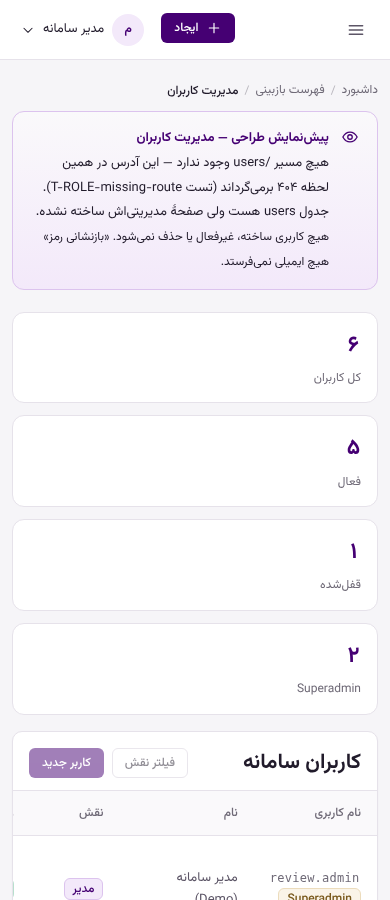 ایجاد
م
مدیر سامانه
داشبورد / فهرست بازبینی / مدیریت کاربران
پیش‌نمایش طراحی — مدیریت کاربران
هیچ مسیر /users وجود ندارد — این آدرس در همین
لحظه ۴۰۴ برمی‌گرداند (تست T-ROLE-missing-route).
جدول users هست ولی صفحهٔ مدیریتی‌اش ساخته نشده.
هیچ کاربری ساخته، غیرفعال یا حذف نمی‌شود. «بازنشانی رمز»
هیچ ایمیلی نمی‌فرستد.
۶
کل کاربران
۵
فعال
۱
قفل‌شده
۲
Superadmin
کاربران سامانه
فیلتر نقش
کاربر جدید
نام کاربری
نام
نقش
review.admin
Superadmin
مدیر سامانه
(Demo)
مدیر